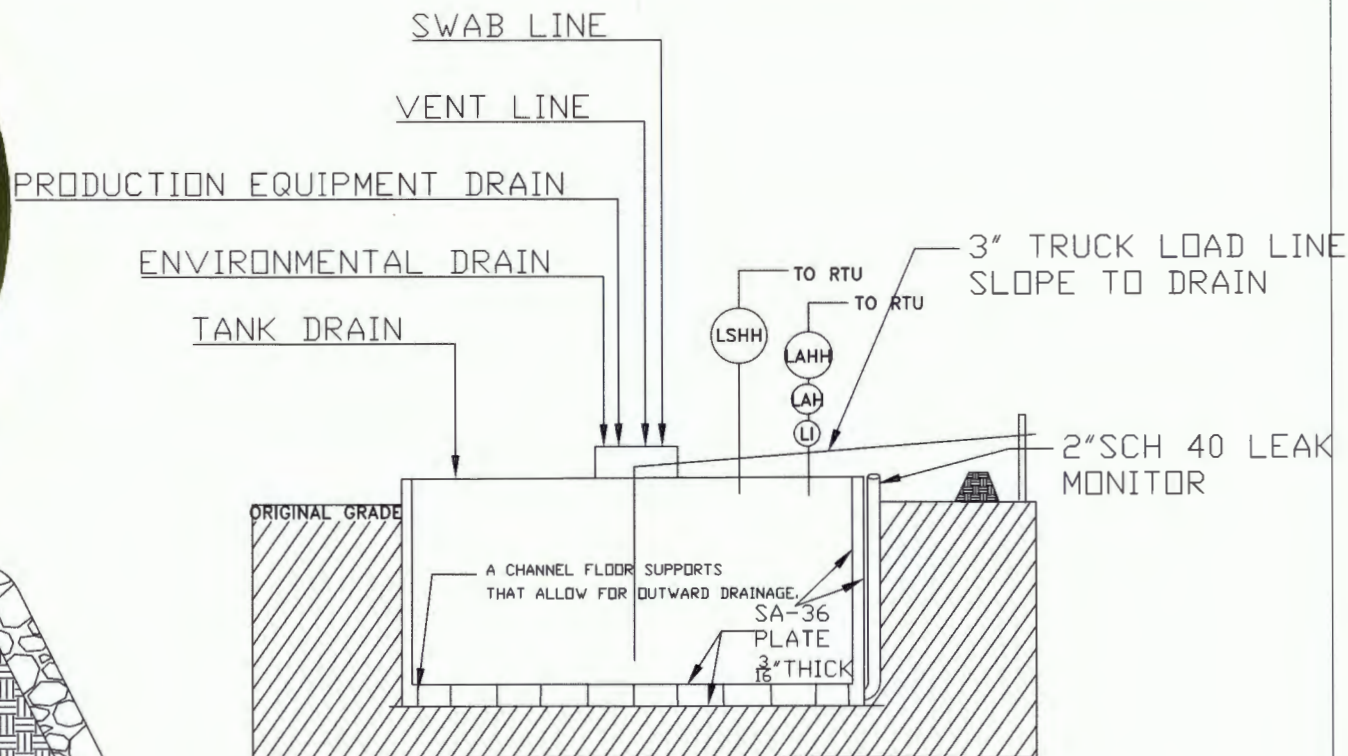 SWAB LINE
VENT LINE
PRODUCTION EQUIPMENT DRAIN
ENVIRONMENTAL DRAIN
TANK DRAIN
TO RTU
TO RTU
3" TRUCK LOAD LINE
SLOPE TO DRAIN
LSHH
LAHH
LAH
LI
2"SCH 40 LEAK
MONITOR
ORIGINAL GRADE
A CHANNEL FLOOR SUPPORTS
THAT ALLOW FOR OUTWARD DRAINAGE.
SA-36
PLATE
3/16" THICK